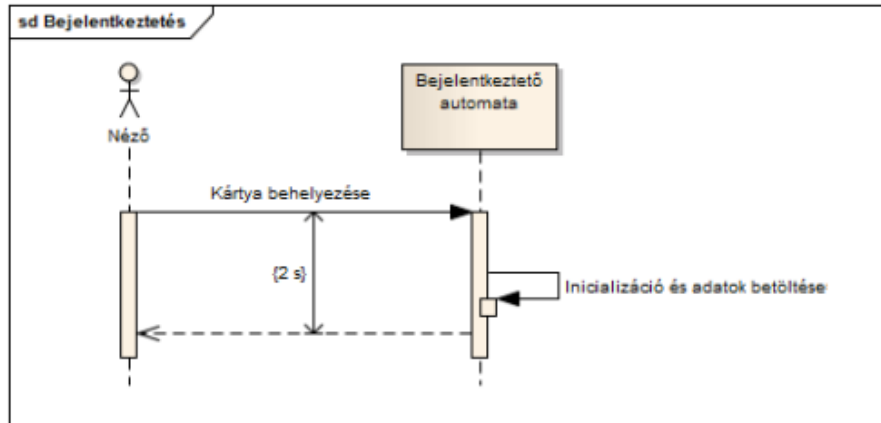 sd Bejelentkeztetés
Bejelentkeztető
automata
Néző
Kártya behelyezése
{2 s}
Inicializáció és adatok betöltése